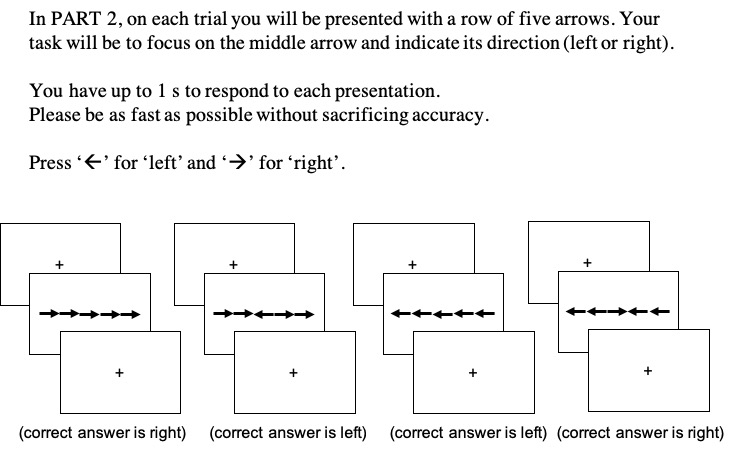 In PART 2, on each trial you will be presented with a row of five arrows. Your
task will be to focus on the middle arrow and indicate its direction (left or right).
You have up to 1 s to respond to each presentation.
Please be as fast as possible without sacrificing accuracy.
Press ‘←’ for ‘left’ and ‘→’ for ‘right’.
+ + + +
+ + + +
(correct answer is right) (correct answer is left) (correct answer is left) (correct answer is right)